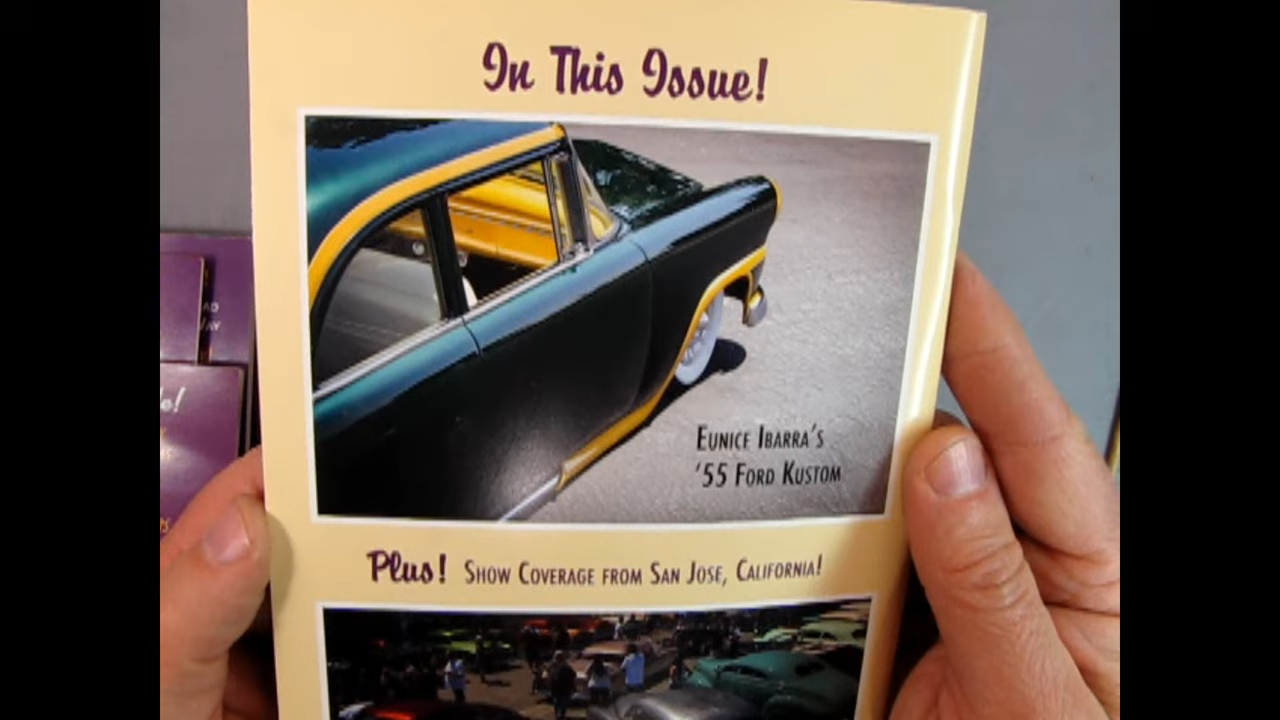 In This Issue!
Eunice Ibarra's
'55 Ford Kustom
Plus! Show Coverage from San Jose, California!